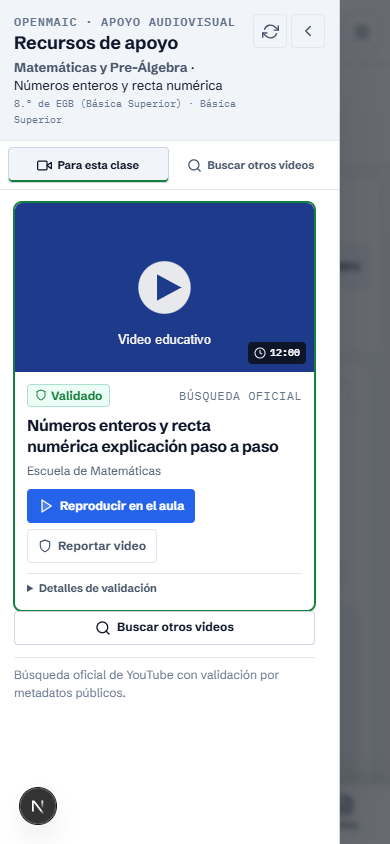 OPENMAIC · APOYO AUDIOVISUAL
Recursos de apoyo
Matemáticas y Pre-Álgebra ·
Números enteros y recta numérica
8.º de EGB (Básica Superior) · Básica
Superior
Para esta clase
Buscar otros videos
Video educativo
12:00
Validado
BÚSQUEDA OFICIAL
Números enteros y recta
numérica explicación paso a paso
Escuela de Matemáticas
Reproducir en el aula
Reportar video
Detalles de validación
Buscar otros videos
Búsqueda oficial de YouTube con validación por
metadatos públicos.
N